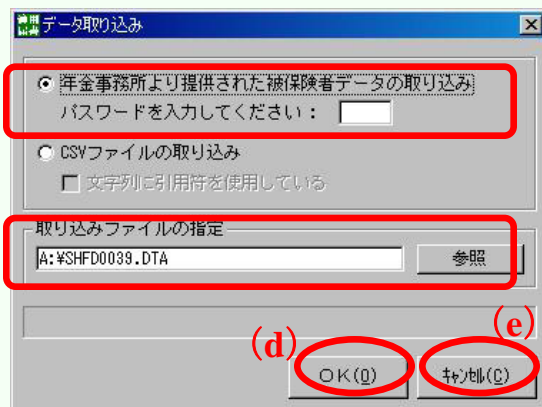 データ取り込み
年金事務所より提供された被保険者データの取り込み
パスワードを入力してください：
CSVファイルの取り込み
文字列に引用符を使用している
取り込みファイルの指定
A:¥SHFD0039.DTA
参照
(d)
(e)
OK(O)
ｷｬﾝｾﾙ(C)